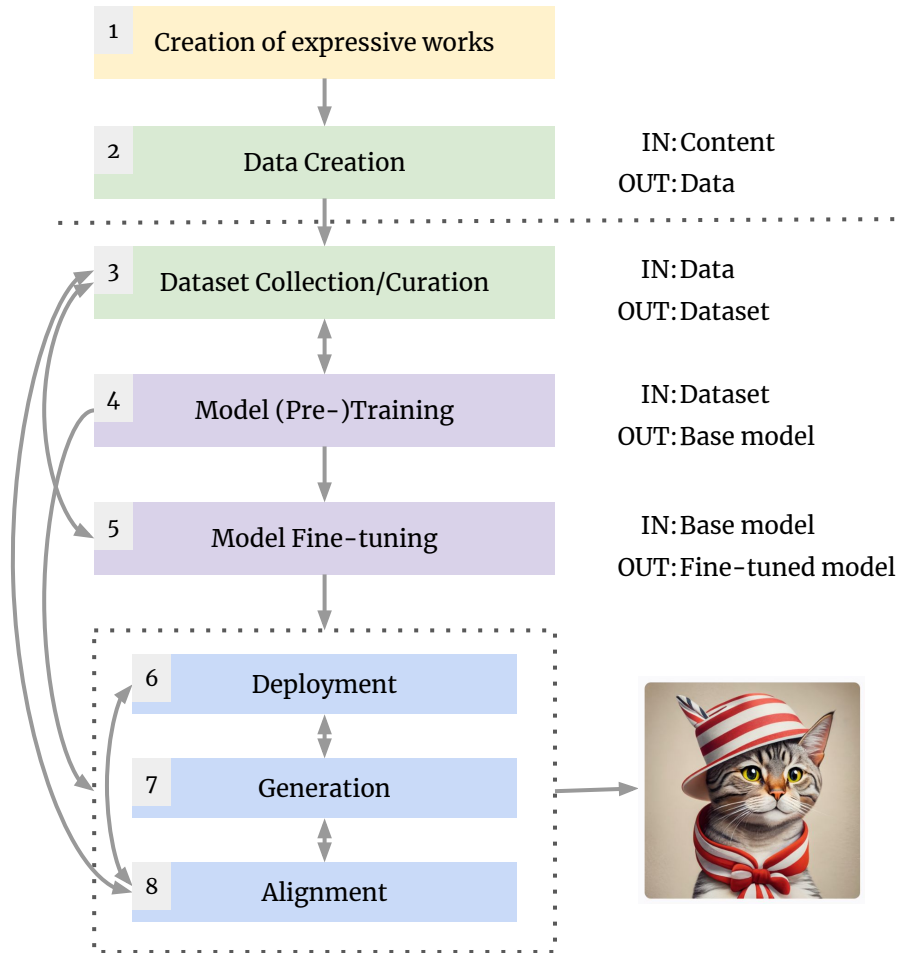 1
Creation of expressive works
2
Data Creation
IN: Content
OUT: Data
3
Dataset Collection/Curation
IN: Data
OUT: Dataset
4
Model (Pre-)Training
IN: Dataset
OUT: Base model
5
Model Fine-tuning
IN: Base model
OUT: Fine-tuned model
6
Deployment
7
Generation
8
Alignment